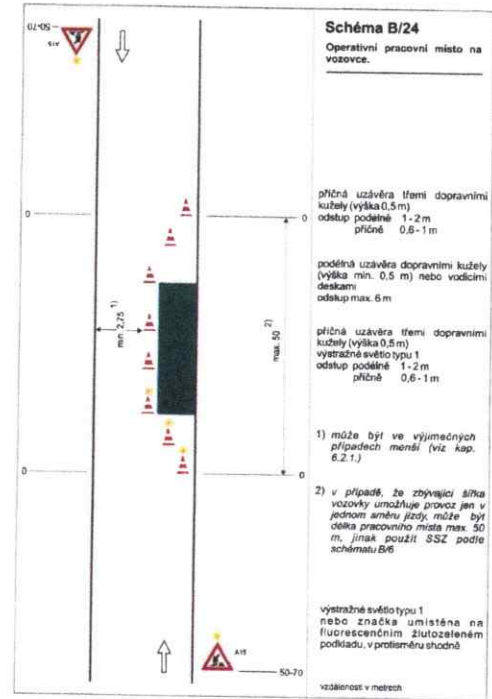 50-70
A15
Schéma B/24
Operativní pracovní místo na
vozovce.
0
0
příčná uzávěra třemi dopravními
kužely (výška 0,5 m)
odstup podélně 1 - 2 m
příčně 0,6 - 1 m
podélná uzávěra dopravními kužely
(výška min. 0,5 m) nebo vodicími
deskami
odstup max. 6 m
min. 2,75 1)
max. 50 2)
příčná uzávěra třemi dopravními
kužely (výška 0,5 m)
výstražné světlo typu 1
odstup podélně 1 - 2 m
příčně 0,6 - 1 m
1) může být ve výjimečných
případech menší (viz kap.
6.2.1.)
0
0
2) v případě, že zbývající šířka
vozovky umožňuje provoz jen v
jednom směru jízdy, může být
délka pracovního místa max. 50
m, jinak použít SSZ podle
schématu B/6
výstražné světlo typu 1
nebo značka umístěna na
fluorescenčním žlutozeleném
podkladu, v protisměru shodně
A15
50-70
vzdálenosti v metrech